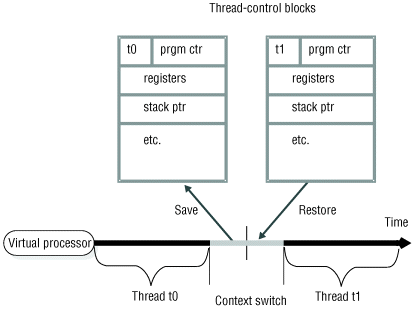 Thread-control blocks
t0 prgm ctr
registers
stack ptr
etc.
t1 prgm ctr
registers
stack ptr
etc.
Save
Restore
Time
Virtual processor
Thread t0
Context switch
Thread t1